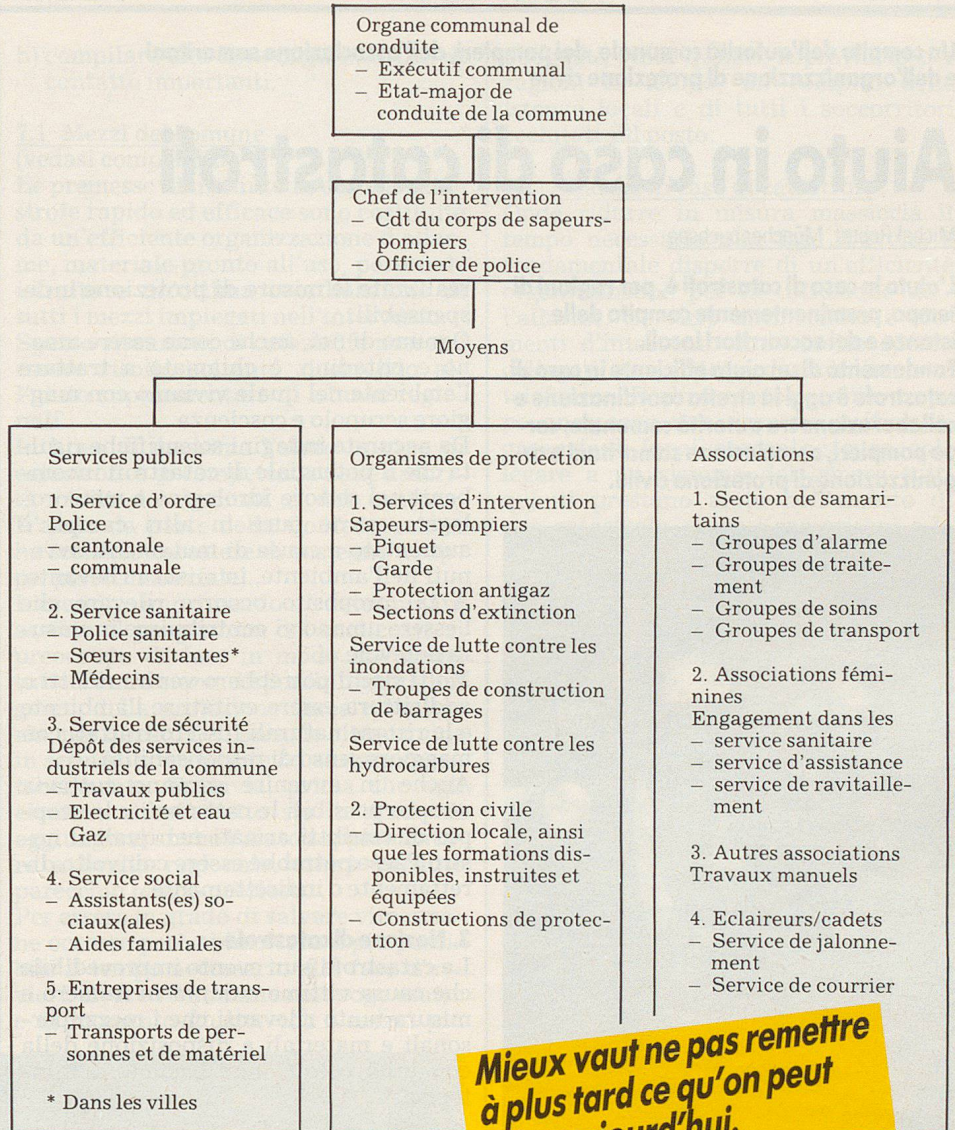 Organe communal de
conduite
– Exécutif communal
– Etat-major de
conduite de la commune
Chef de l'intervention
– Cdt du corps de sapeurs-
pompiers
– Officier de police
Moyens
Services publics
1. Service d'ordre
Police
– cantonale
– communale
2. Service sanitaire
– Police sanitaire
– Sœurs visitantes*
– Médecins
3. Service de sécurité
Dépôt des services in-
dustriels de la commune
– Travaux publics
– Electricité et eau
– Gaz
4. Service social
– Assistants(es) so-
ciaux(ales)
– Aides familiales
5. Entreprises de trans-
port
– Transports de per-
sonnes et de matériel
* Dans les villes
Organismes de protection
1. Services d'intervention
Sapeurs-pompiers
– Piquet
– Garde
– Protection antigaz
– Section d'extinction
Service de lutte contre les
inondations
– Troupes de construction
de barrages
Service de lutte contre les
hydrocarbures
2. Protection civile
– Direction locale, ainsi
que les formations dis-
ponibles, instruites et
équipées
– Constructions de protec-
tion
Associations
1. Section de samari-
tains
– Groupes d'alarme
– Groupes de traite-
ment
– Groupes de soins
– Groupes de transport
2. Associations fémi-
nines
Engagement dans les
– service sanitaire
– service d'assistance
– service de ravitaille-
ment
3. Autres associations
Travaux manuels
4. Eclaireurs/cadets
– Service de jalonne-
ment
– Service de courrier
Mieux vaut ne pas remettre
à plus tard ce qu'on peut